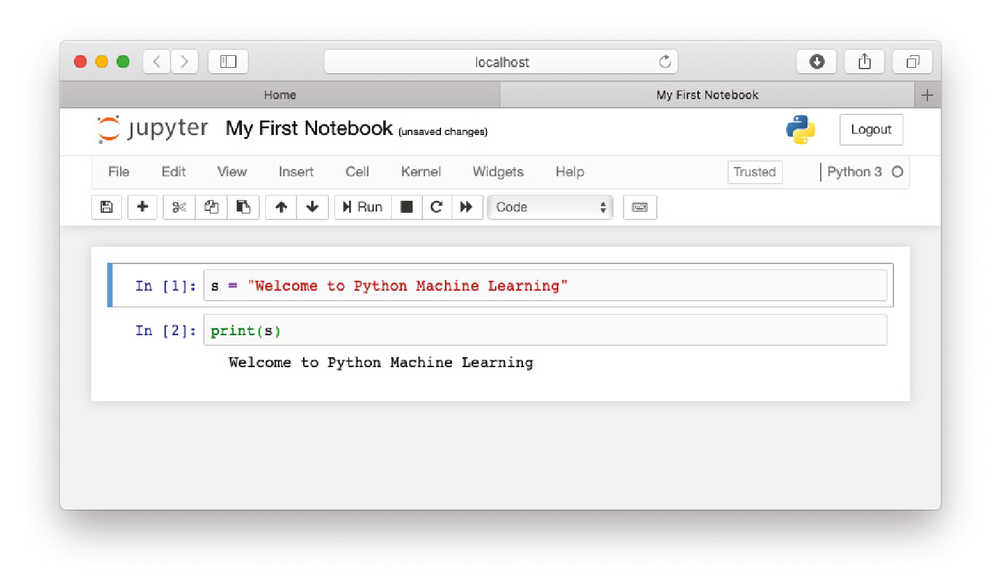 localhost
Home My First Notebook
jupyter My First Notebook (unsaved changes) Logout
File Edit View Insert Cell Kernel Widgets Help Trusted Python 3
Run Code
In [1]: s = "Welcome to Python Machine Learning"
In [2]: print(s)
Welcome to Python Machine Learning